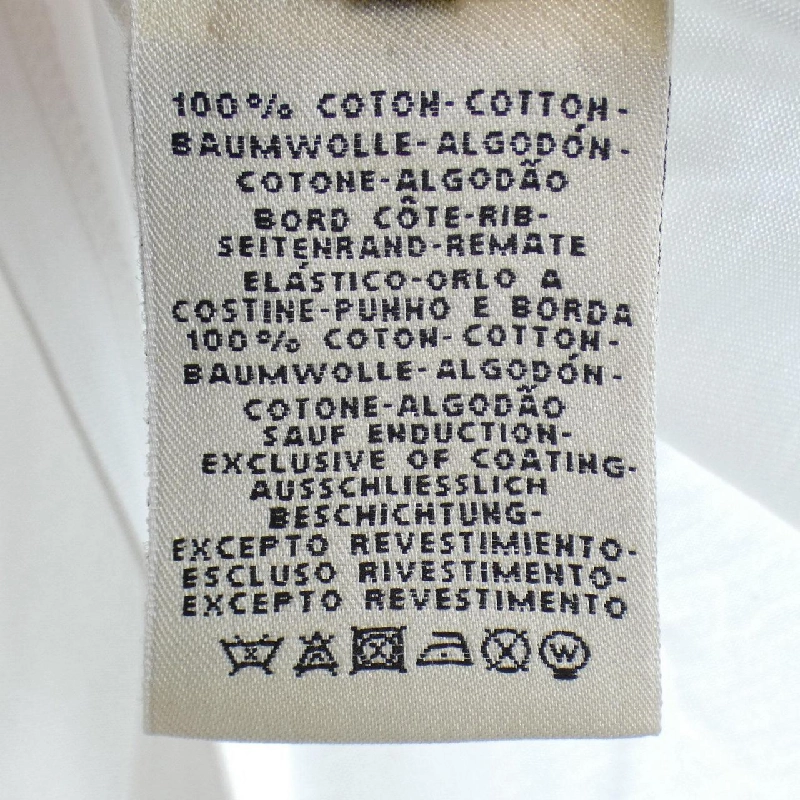 100% COTON-COTTON-
BAUMWOLLE-ALGODÓN-
COTONE-ALGODÃO
BORD CÔTE-RIB-
SEITENRAND-REMATE
ELÁSTICO-ORLO A
COSTINE-PUNHO E BORDA
100% COTON-COTTON-
BAUMWOLLE-ALGODÓN-
COTONE-ALGODÃO
SAUF ENDUCTION-
EXCLUSIVE OF COATING-
AUSSCHLIESSLICH
BESCHICHTUNG-
EXCEPTO REVESTIMIENTO-
ESCLUSO RIVESTIMENTO-
EXCEPTO REVESTIMENTO
W